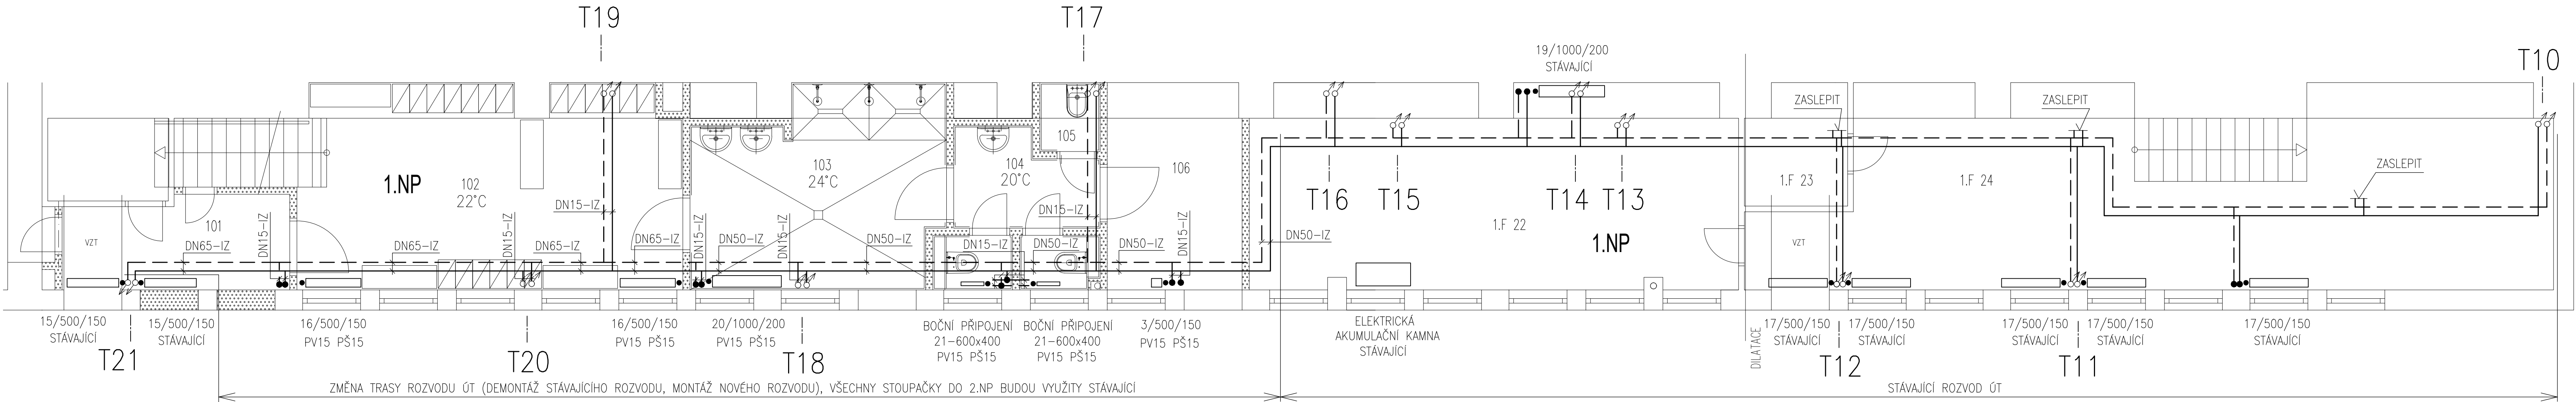 T19
T17
19/1000/200
STÁVAJÍCÍ
T10
ZASLEPIT
ZASLEPIT
105
103
24°C
104
20°C
106
ZASLEPIT
1.NP
102
22°C
1.F 23
1.F 24
T16
T15
T14
T13
DN15-IZ
DN15-IZ
101
DN15-IZ
1.F 22
VZT
DN65-IZ
DN65-IZ
DN15-IZ
DN65-IZ
DN65-IZ
DN15-IZ
DN50-IZ
DN15-IZ
DN50-IZ
DN15-IZ
DN50-IZ
DN50-IZ
DN15-IZ
DN50-IZ
1.NP
VZT
15/500/150
STÁVAJÍCÍ
T21
15/500/150
STÁVAJÍCÍ
16/500/150
PV15 PŠ15
T20
16/500/150
PV15 PŠ15
20/1000/200
PV15 PŠ15
T18
BOČNÍ PŘIPOJENÍ
21-600x400
PV15 PŠ15
BOČNÍ PŘIPOJENÍ
21-600x400
PV15 PŠ15
3/500/150
PV15 PŠ15
ELEKTRICKÁ
AKUMULAČNÍ KAMNA
STÁVAJÍCÍ
DILATACE
17/500/150
STÁVAJÍCÍ
T12
17/500/150
STÁVAJÍCÍ
17/500/150
STÁVAJÍCÍ
T11
17/500/150
STÁVAJÍCÍ
17/500/150
STÁVAJÍCÍ
ZMĚNA TRASY ROZVODU ÚT (DEMONTÁŽ STÁVAJÍCÍHO ROZVODU, MONTÁŽ NOVÉHO ROZVODU), VŠECHNY STOUPAČKY DO 2.NP BUDOU VYUŽITY STÁVAJÍCÍ
STÁVAJÍCÍ ROZVOD ÚT